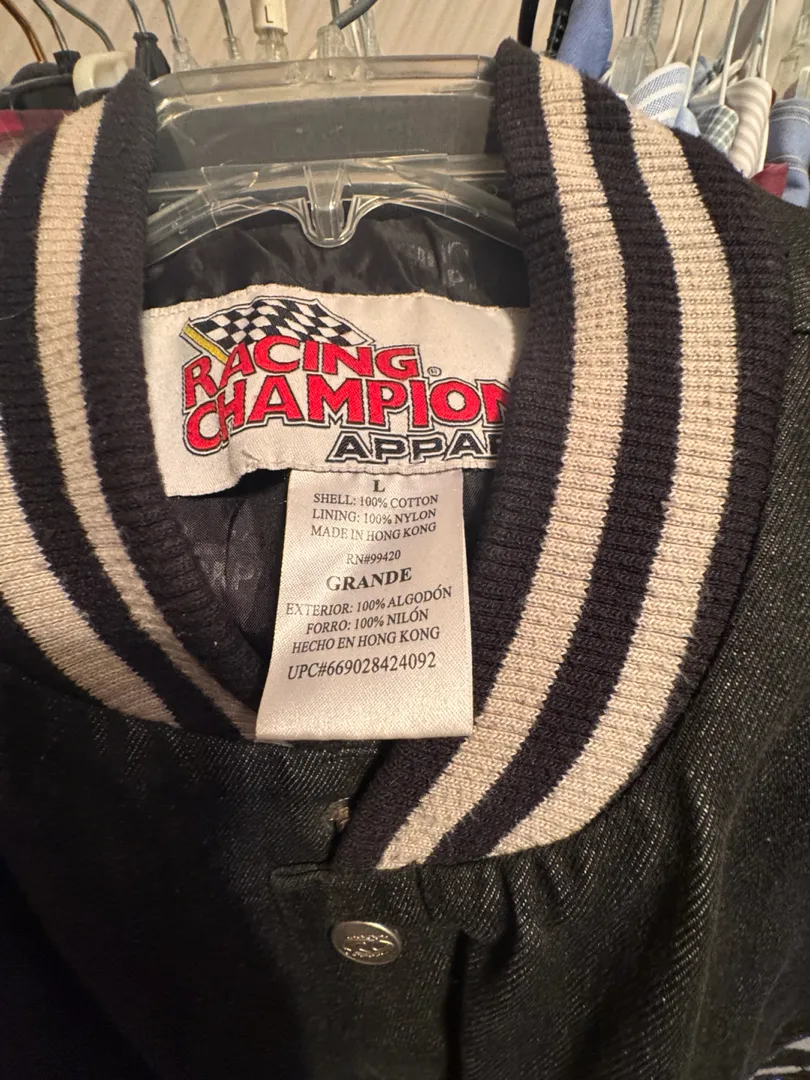 L
RACING
CHAMPION
APPA
L
SHELL: 100% COTTON
LINING: 100% NYLON
MADE IN HONG KONG
RN#99420
GRANDE
EXTERIOR: 100% ALGODÓN
FORRO: 100% NILÓN
HECHO EN HONG KONG
UPC#669028424092